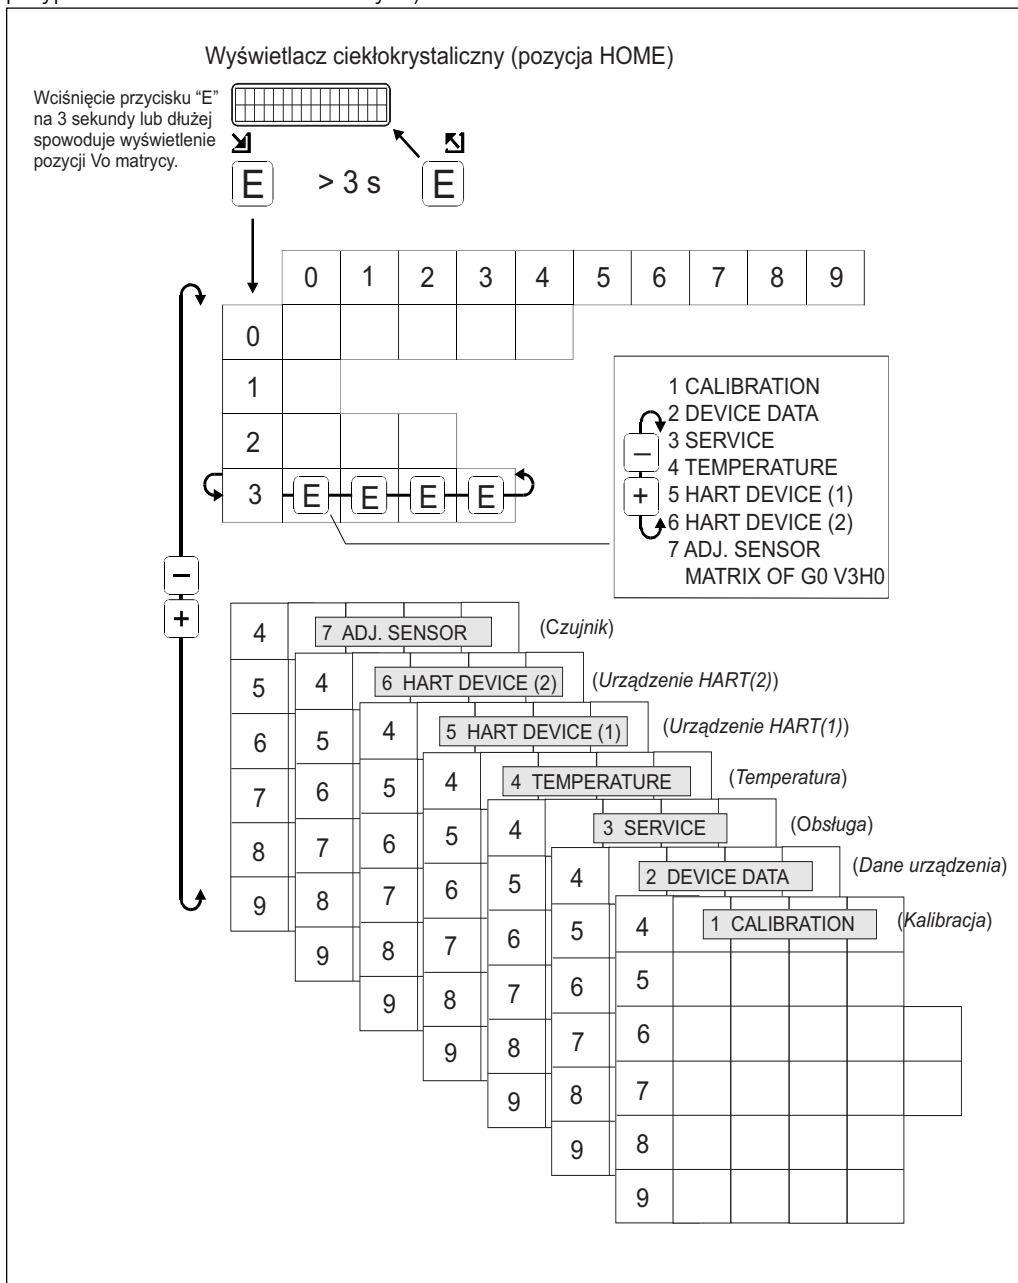 Wyświetlacz ciekłokrystaliczny (pozycja HOME)
Wciśnięcie przycisku “E”
na 3 sekundy lub dłużej
spowoduje wyświetlenie
pozycji Vo matrycy.
E > 3 s E
0 1 2 3 4 5 6 7 8 9
0
1
2
3 E E E E
1 CALIBRATION
2 DEVICE DATA
3 SERVICE
4 TEMPERATURE
5 HART DEVICE (1)
6 HART DEVICE (2)
7 ADJ. SENSOR
MATRIX OF G0 V3H0
–
+
–
+
4 7 ADJ. SENSOR (Czujnik)
5 4 6 HART DEVICE (2) (Urządzenie HART(2))
6 5 4 5 HART DEVICE (1) (Urządzenie HART(1))
7 6 5 4 4 TEMPERATURE (Temperatura)
8 7 6 5 4 3 SERVICE (Obsługa)
9 8 7 6 5 4 2 DEVICE DATA (Dane urządzenia)
9 8 7 6 5 4 1 CALIBRATION (Kalibracja)
9 8 7 6 5
9 8 7 6
9 8 7
9 8
9